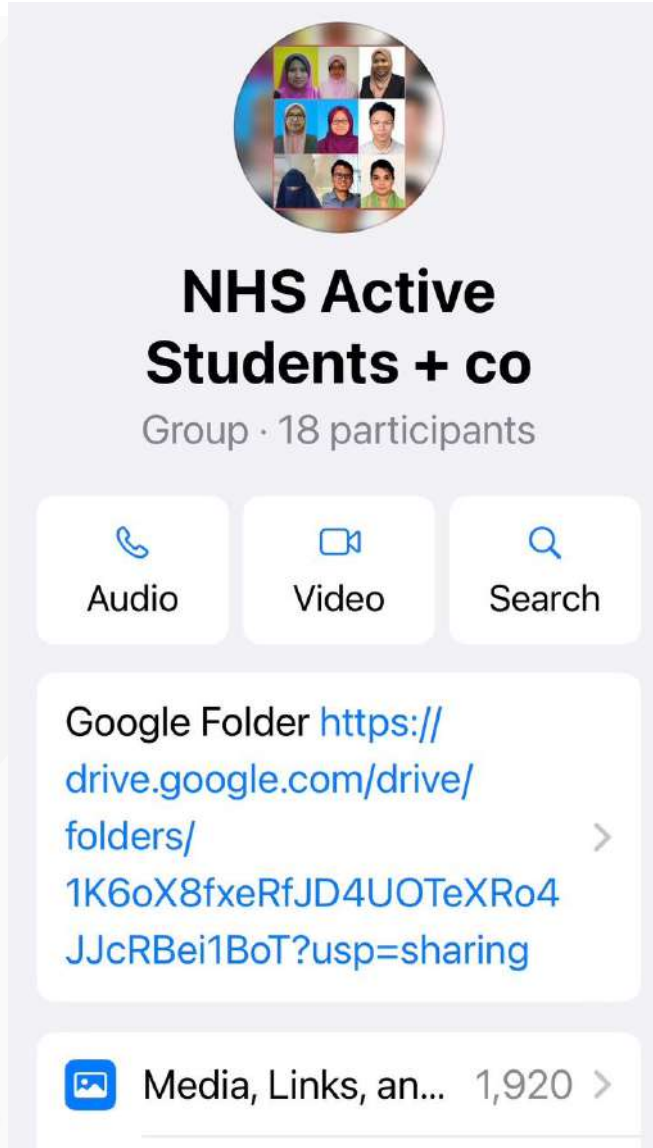 NHS Active
Students + co
Group · 18 participants
Audio
Video
Search
Google Folder https://
drive.google.com/drive/
folders/
1K6oX8fxeRfJD4UOTeXRo4
JJcRBei1BoT?usp=sharing
Media, Links, an... 1,920